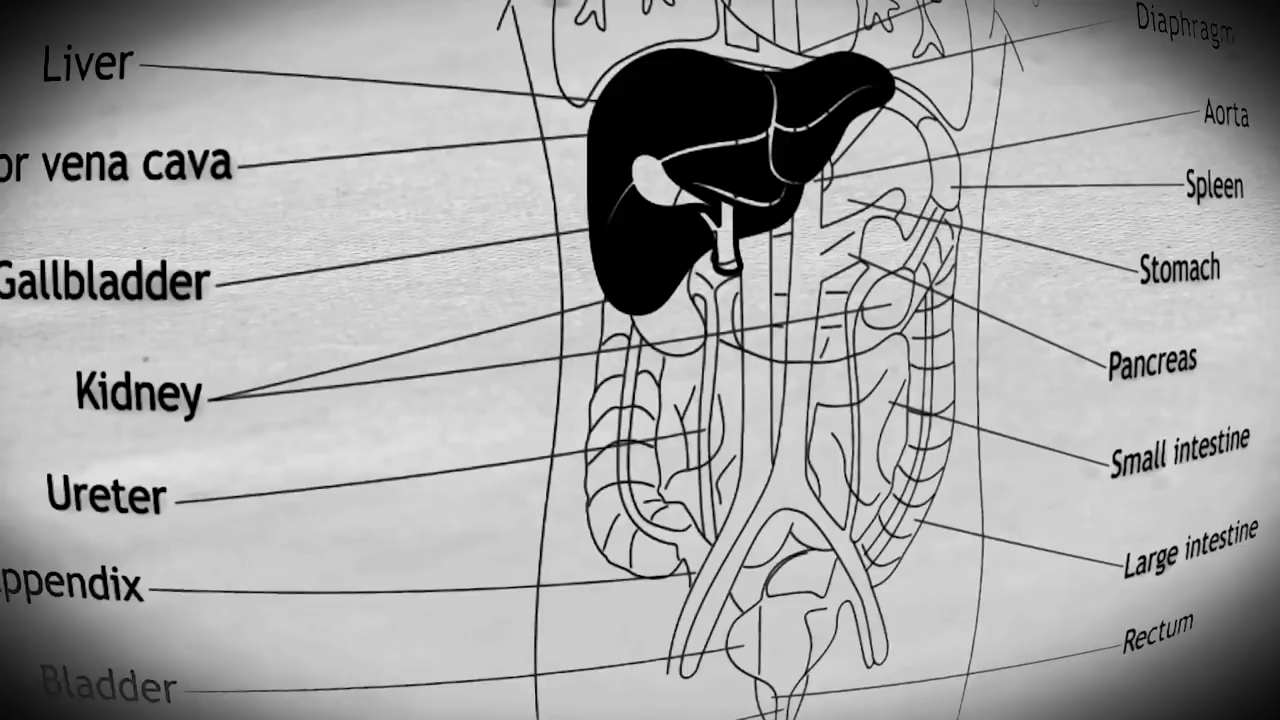 Liver
or vena cava
Gallbladder
Kidney
Ureter
ppendix
Bladder
Diaphragm
Aorta
Spleen
Stomach
Pancreas
Small intestine
Large intestine
Rectum